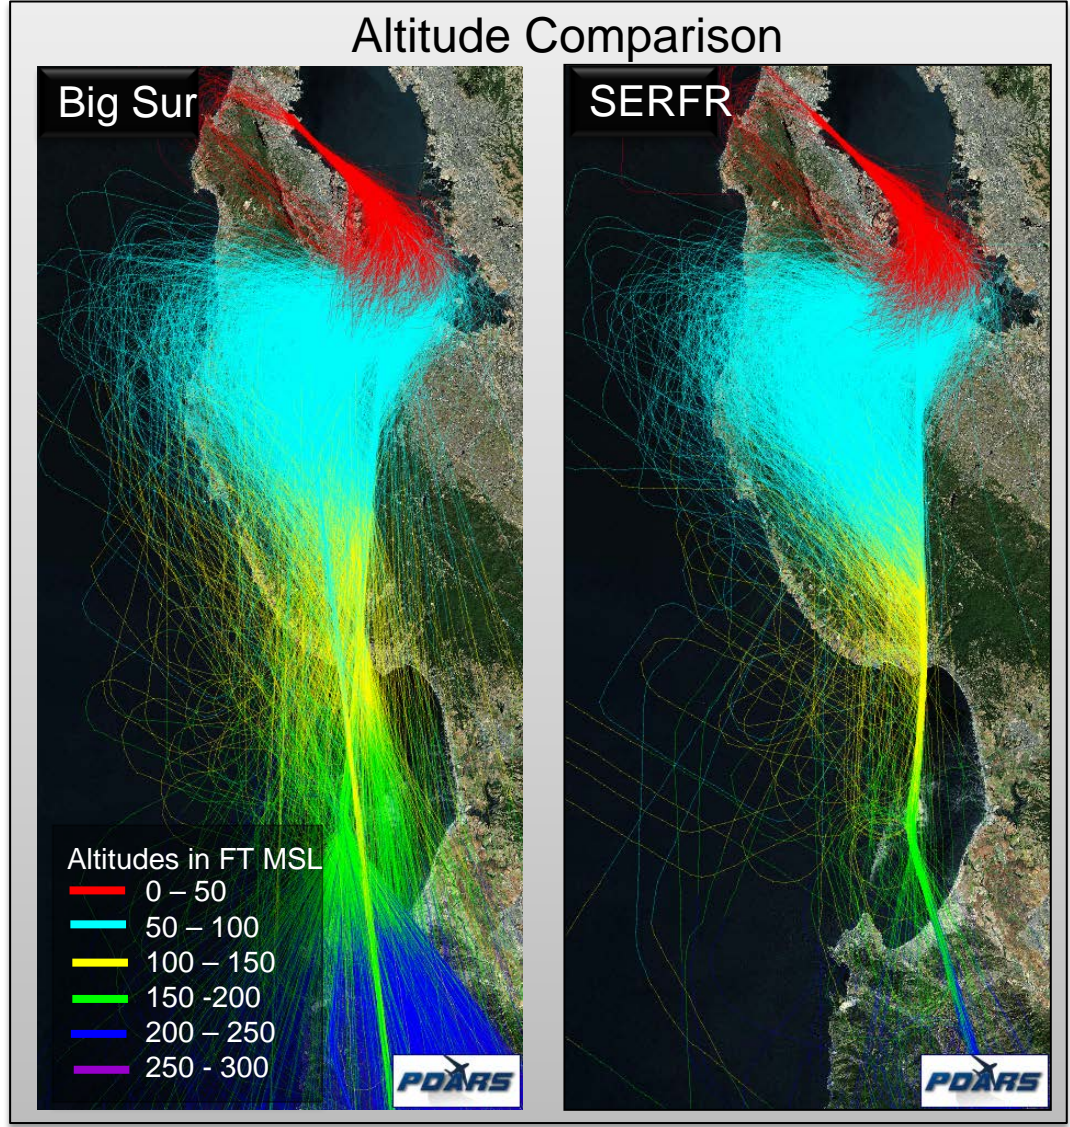 Altitude Comparison
Big Sur
SERFR
Altitudes in FT MSL
0 – 50
50 – 100
100 – 150
150 -200
200 – 250
250 - 300
PDARS
PDARS